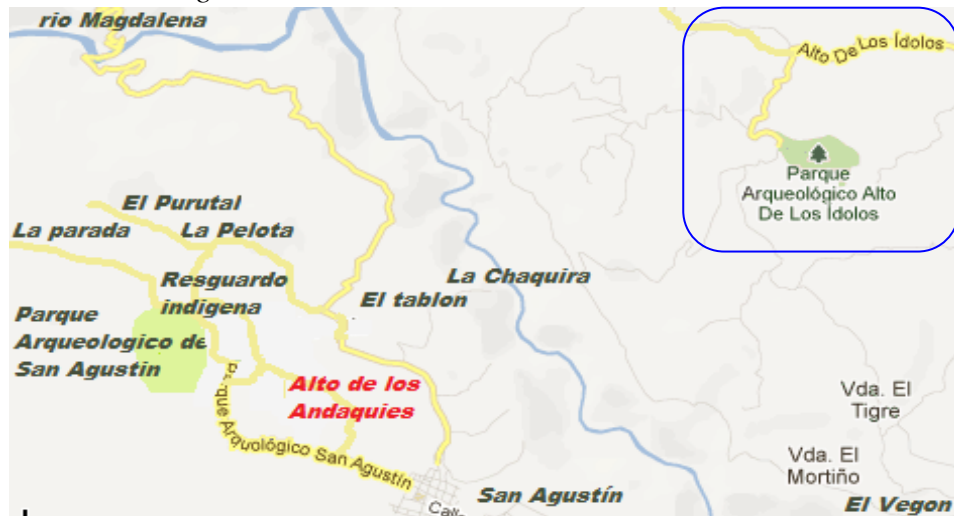 rio Magdalena
Alto De Los Ídolos
Parque
Arqueológico Alto
De Los Ídolos
El Purutal
La parada
La Pelota
Resguardo
indigena
La Chaquira
El tablon
Parque
Arqueologico de
San Agustín
Alto de los
Andaquies
Parque Arquológico San Agustín
Vda. El
Tigre
Vda. El
Mortiño
San Agustín
El Vegon